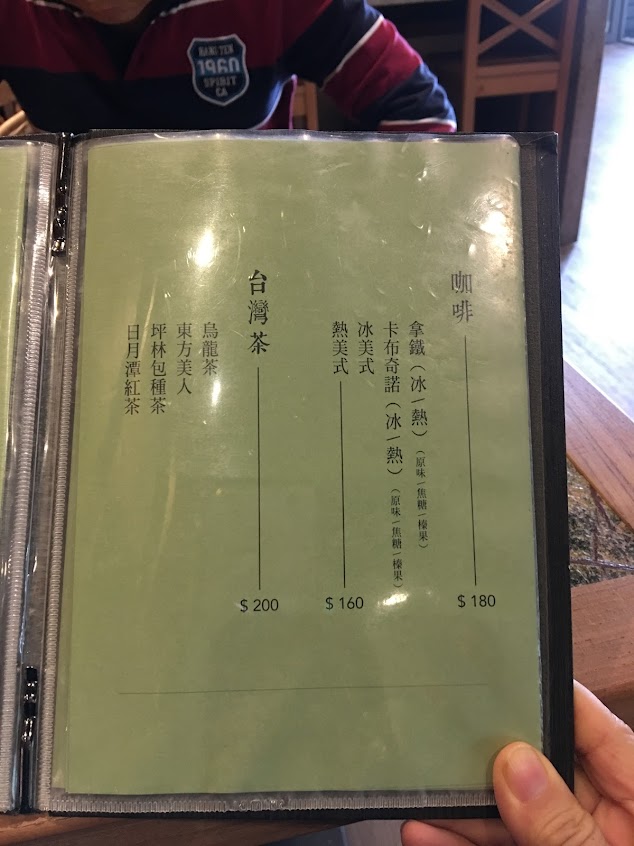 HANG TEN
1960
SPIRIT
CA
咖啡 $180
拿鐵(冰/熱)(原味/焦糖/榛果)
卡布奇諾(冰/熱)(原味/焦糖/榛果)
冰美式
熱美式 $160
台灣茶 $200
烏龍茶
東方美人
坪林包種茶
日月潭紅茶